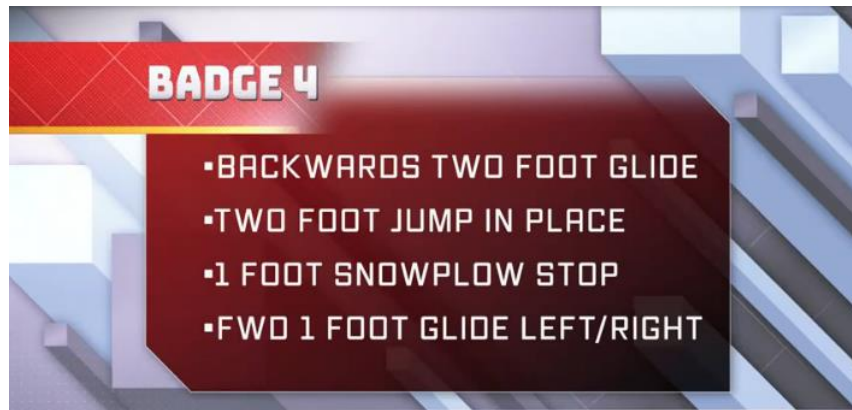 BADGE 4
▪BACKWARDS TWO FOOT GLIDE
▪TWO FOOT JUMP IN PLACE
▪1 FOOT SNOWPLOW STOP
▪FWD 1 FOOT GLIDE LEFT/RIGHT